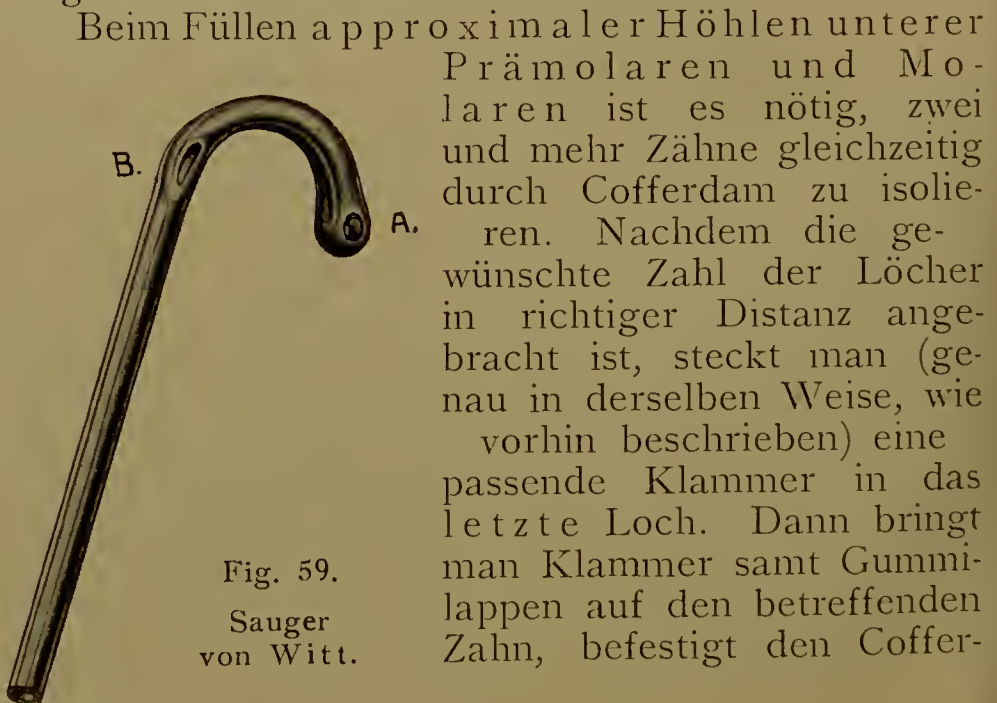 Beim Füllen approximaler Höhlen unterer
Prämolaren und Mo-
laren ist es nötig, zwei
und mehr Zähne gleichzeitig
durch Cofferdam zu isolie-
ren. Nachdem die ge-
wünschte Zahl der Löcher
in richtiger Distanz ange-
bracht ist, steckt man (ge-
nau in derselben Weise, wie
vorhin beschrieben) eine
passende Klammer in das
letzte Loch. Dann bringt
man Klammer samt Gummi-
lappen auf den betreffenden
Zahn, befestigt den Coffer-
B.
A.
Fig. 59.
Sauger
von Witt.